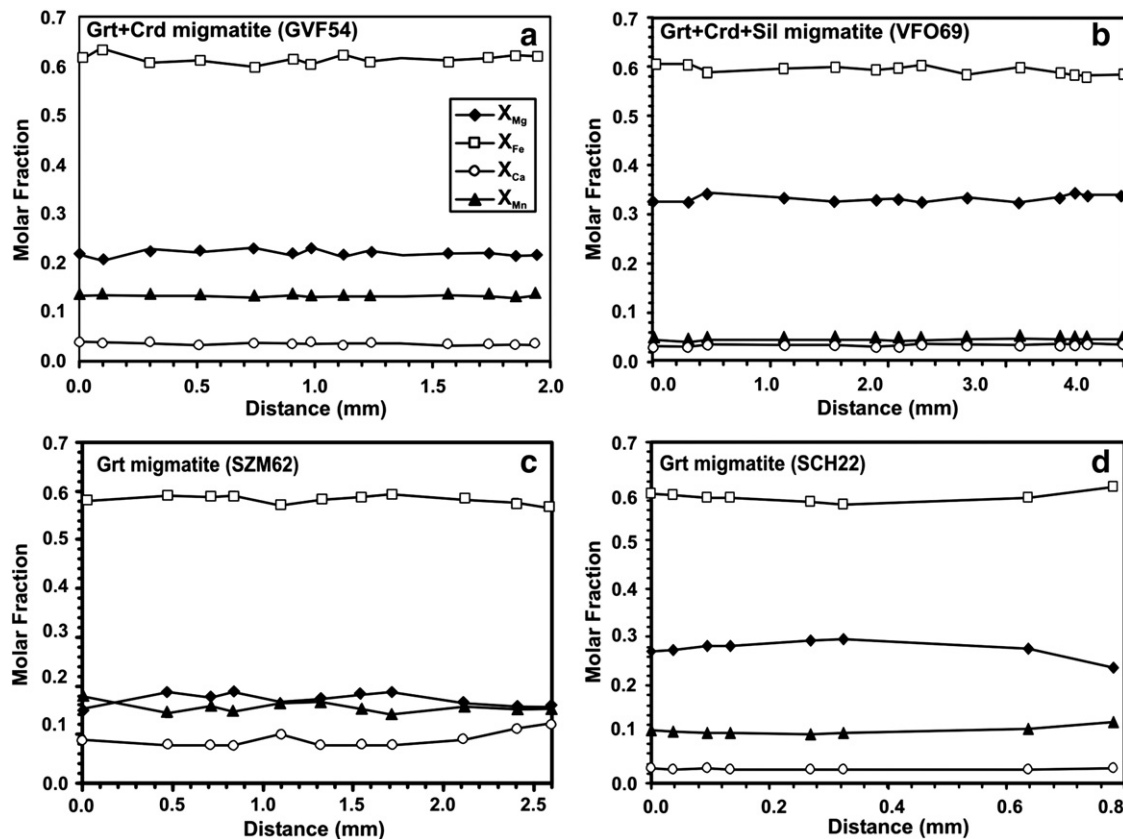 Grt+Crd migmatite (GVF54)
a
0.7
0.6
0.5
0.4
0.3
0.2
0.1
0.0
Molar Fraction
X Mg
X Fe
X Ca
X Mn
0.0 0.5 1.0 1.5 2.0
Distance (mm)
Grt+Crd+Sil migmatite (VFO69)
b
0.7
0.6
0.5
0.4
0.3
0.2
0.1
0.0
Molar Fraction
0.0 1.0 2.0 3.0 4.0
Distance (mm)
Grt migmatite (SZM62)
c
0.7
0.6
0.5
0.4
0.3
0.2
0.1
0.0
Molar Fraction
0.0 0.5 1.0 1.5 2.0 2.5
Distance (mm)
Grt migmatite (SCH22)
d
0.7
0.6
0.5
0.4
0.3
0.2
0.1
0.0
Molar Fraction
0.0 0.2 0.4 0.6 0.8
Distance (mm)